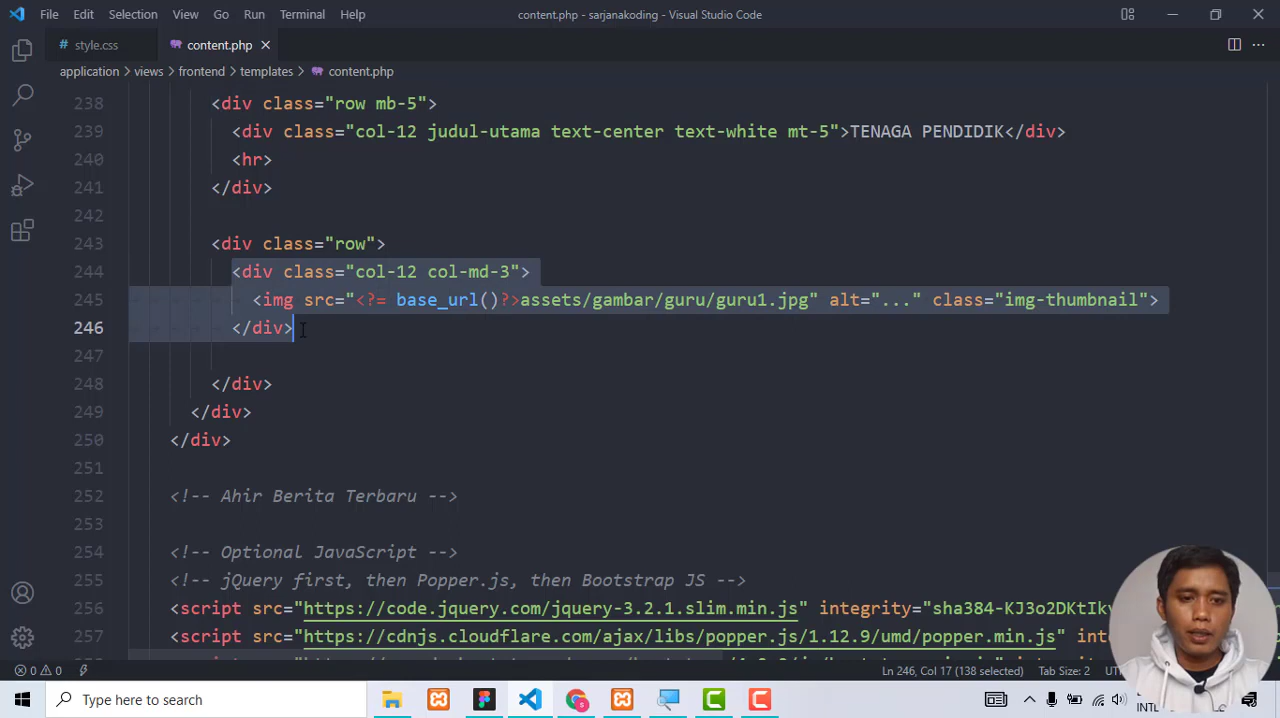 File Edit Selection View Go Run Terminal Help content.php - sarjanakoding - Visual Studio Code
# style.css content.php
application > views > frontend > templates > content.php
238 <div class="row mb-5">
239 <div class="col-12 judul-utama text-center text-white mt-5">TENAGA PENDIDIK</div>
240 <hr>
241 </div>
242
243 <div class="row">
244 <div class="col-12 col-md-3">
245 <img src="<?= base_url()?>assets/gambar/guru/guru1.jpg" alt="..." class="img-thumbnail">
246 </div>
247
248 </div>
249 </div>
250 </div>
251
252 <!-- Ahir Berita Terbaru -->
253
254 <!-- Optional JavaScript -->
255 <!-- jQuery first, then Popper.js, then Bootstrap JS -->
256 <script src="https://code.jquery.com/jquery-3.2.1.slim.min.js" integrity="sha384-KJ3o2DKtIkv
257 <script src="https://cdnjs.cloudflare.com/ajax/libs/popper.js/1.12.9/umd/popper.min.js" inte
0 0 Ln 246, Col 17 (138 selected) Tab Size: 2
Type here to search INTL